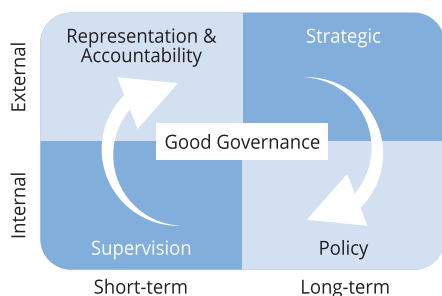 Representation &
Accountability
Strategic
External
Good Governance
Internal
Supervision
Policy
Short-term
Long-term